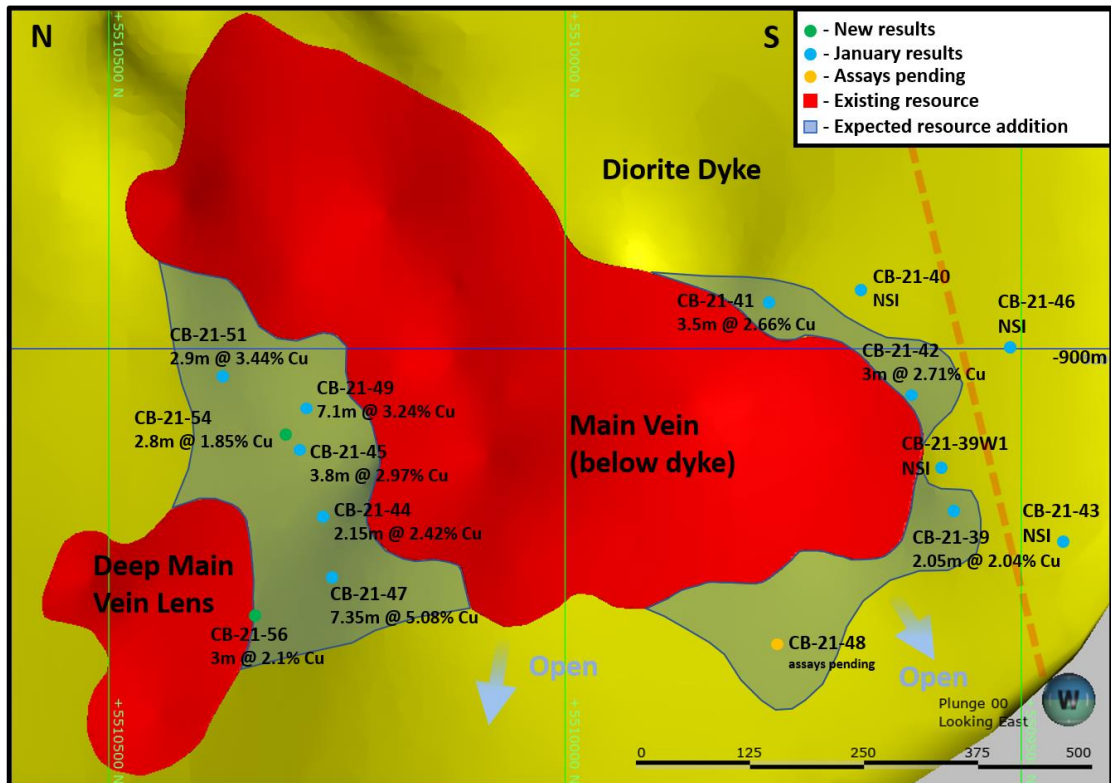 N
S
+5510500 N
+5510000 N
- New results
- January results
- Assays pending
- Existing resource
- Expected resource addition
Diorite Dyke
CB-21-40
NSI
CB-21-46
NSI
CB-21-41
3.5m @ 2.66% Cu
CB-21-51
2.9m @ 3.44% Cu
CB-21-42
3m @ 2.71% Cu
-900m
CB-21-49
7.1m @ 3.24% Cu
CB-21-54
2.8m @ 1.85% Cu
CB-21-45
3.8m @ 2.97% Cu
Main Vein
(below dyke)
CB-21-39W1
NSI
CB-21-44
2.15m @ 2.42% Cu
CB-21-43
NSI
CB-21-39
2.05m @ 2.04% Cu
Deep Main
Vein Lens
CB-21-47
7.35m @ 5.08% Cu
CB-21-56
3m @ 2.1% Cu
CB-21-48
assays pending
Open
Open
+5510500 N
+5510000 N
W
Plunge 00
Looking East
0 125 250 375 500